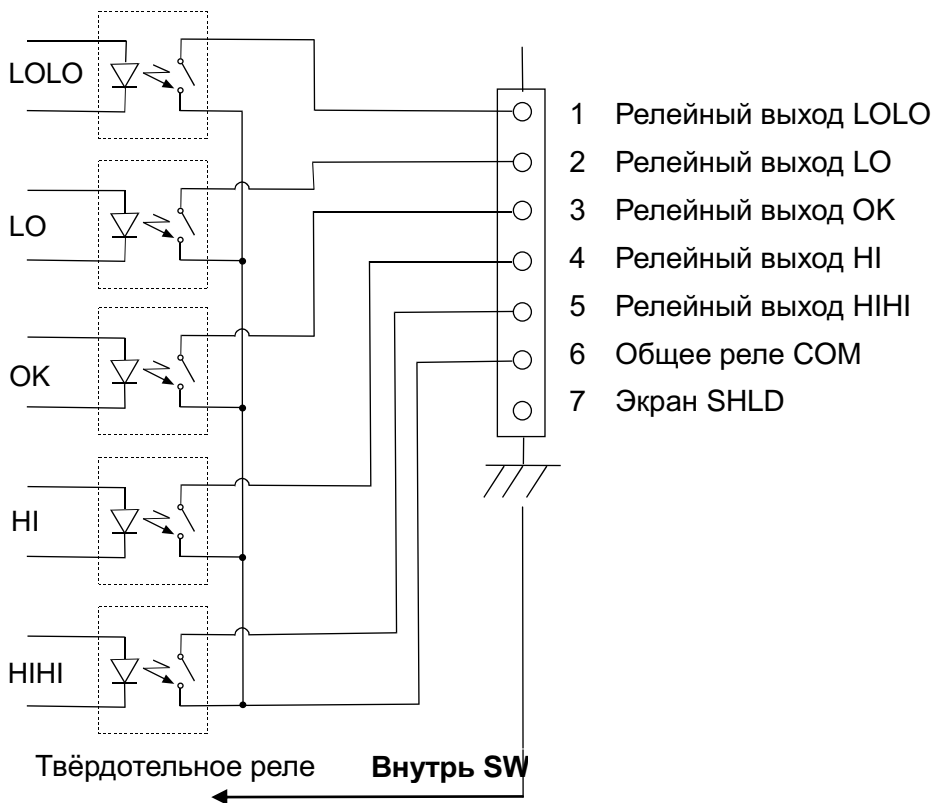 LOLO
LO
OK
HI
HIHI
1 Релейный выход LOLO
2 Релейный выход LO
3 Релейный выход OK
4 Релейный выход HI
5 Релейный выход HIHI
6 Общее реле COM
7 Экран SHLD
Твёрдотельное реле Внутрь SW